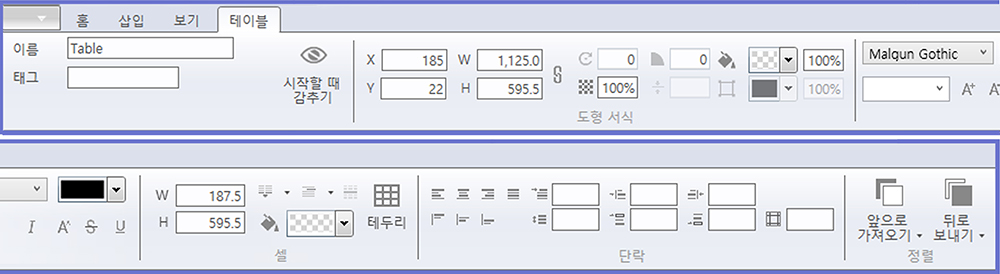 홈 삽입 보기 테이블
이름 Table
태그
시작할 때
감추기
X 185 W 1,125.0
Y 22 H 595.5
0 0 100%
100% 100%
도형 서식
Malgun Gothic
A+ A
I A S U
W 187.5
H 595.5
테두리
셀
단락
앞으로
가져오기
뒤로
보내기
정렬